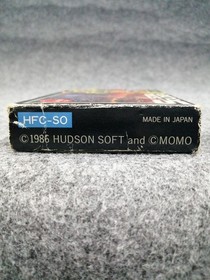 HFC-SO
MADE IN JAPAN
©1986 HUDSON SOFT and ©MOMO